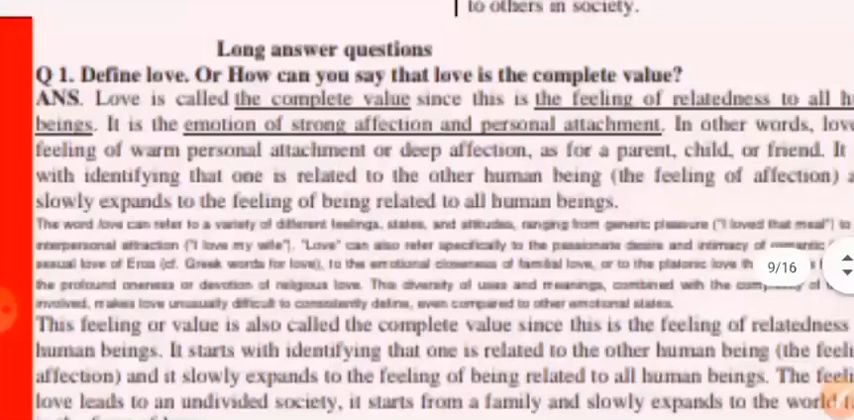 to others in society.
Long answer questions
Q 1. Define love. Or How can you say that love is the complete value?
ANS. Love is called the complete value since this is the feeling of relatedness to all h
beings. It is the emotion of strong affection and personal attachment. In other words, lov
feeling of warm personal attachment or deep affection, as for a parent, child, or friend. It
with identifying that one is related to the other human being (the feeling of affection) a
slowly expands to the feeling of being related to all human beings.
The word love can refer to a variety of different feelings, states, and attitudes, ranging from generic pleasure ("I loved that meal") to
interpersonal attraction ("I love my wife"). "Love" can also refer specifically to the passionate desire and intimacy of romantic
sexual love of Eros (cf. Greek words for love), to the emotional closeness of familial love, or to the platonic love th
9/16
the profound oneness or devotion of religious love. This diversity of uses and meanings, combined with the of
involved, makes love unusually difficult to consistently define, even compared to other emotional states.
This feeling or value is also called the complete value since this is the feeling of relatedness
human beings. It starts with identifying that one is related to the other human being (the feeli
affection) and it slowly expands to the feeling of being related to all human beings. The feeli
love leads to an undivided society, it starts from a family and slowly expands to the world